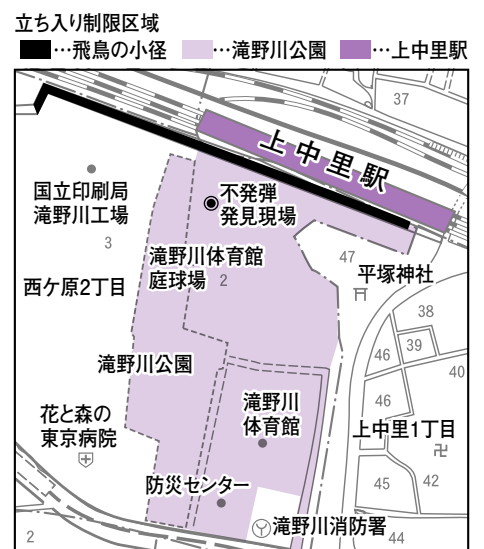 立ち入り制限区域
…飛鳥の小径 …滝野川公園 …上中里駅
37
上中里駅
国立印刷局
滝野川工場
3
不発弾
発見現場
滝野川体育館
庭球場
2
47
平塚神社
西ケ原2丁目
38
39
46
40
滝野川公園
46
滝野川
体育館
花と森の
東京病院
上中里1丁目
45
42
防災センター
滝野川消防署
44
2